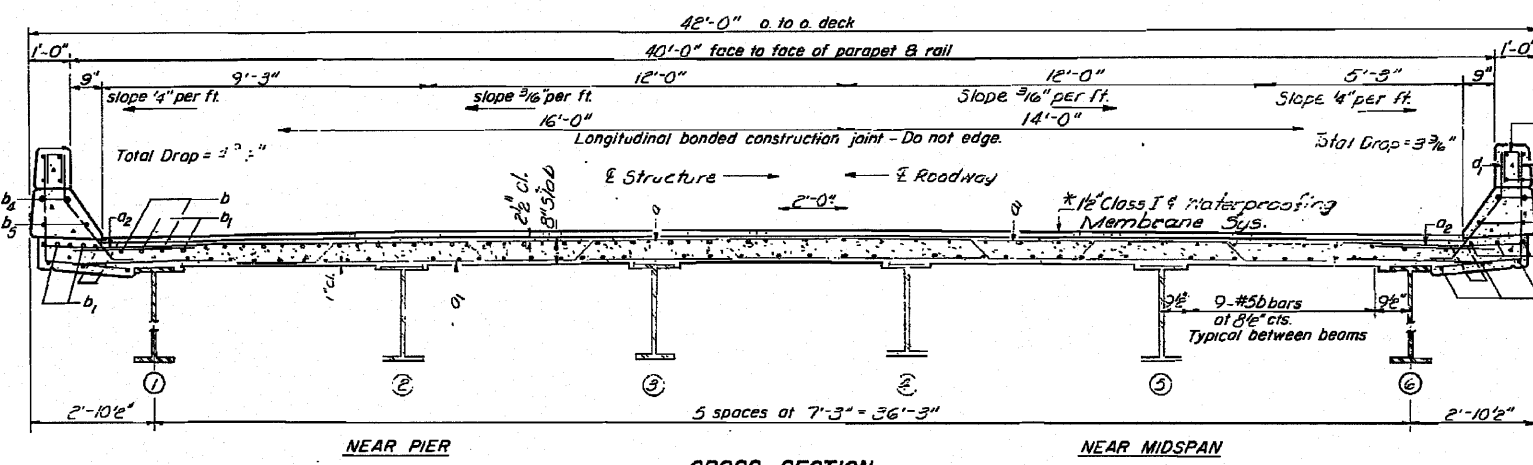 42'-0" o. to o. deck
1'-0" 40'-0" face to face of parapet & rail 1'-0"
9" 9'-3" 12'-0" 12'-0" 5'-3" 9"
slope 1/4" per ft. slope 3/16" per ft. Slope 3/16" per ft. Slope 1/4" per ft.
16'-0" 14'-0"
Longitudinal bonded construction joint - Do not edge.
Total Drop = Total Drop = 3 3/16"
℄ Structure ℄ Roadway
2'-0"
2½" Cl.
8" Slab
* 1½" Class I & Waterproofing
Membrane Sys.
b4 b a2 b1 a a a2 d1
b5
b1 1" Cl. a
9½" 9-#5b bars 9½"
at 8½" cts.
Typical between beams
1 2 3 4 5 6
2'-10½" 5 spaces at 7'-3" = 36'-3" 2'-10½"
NEAR PIER NEAR MIDSPAN
CROSS SECTION